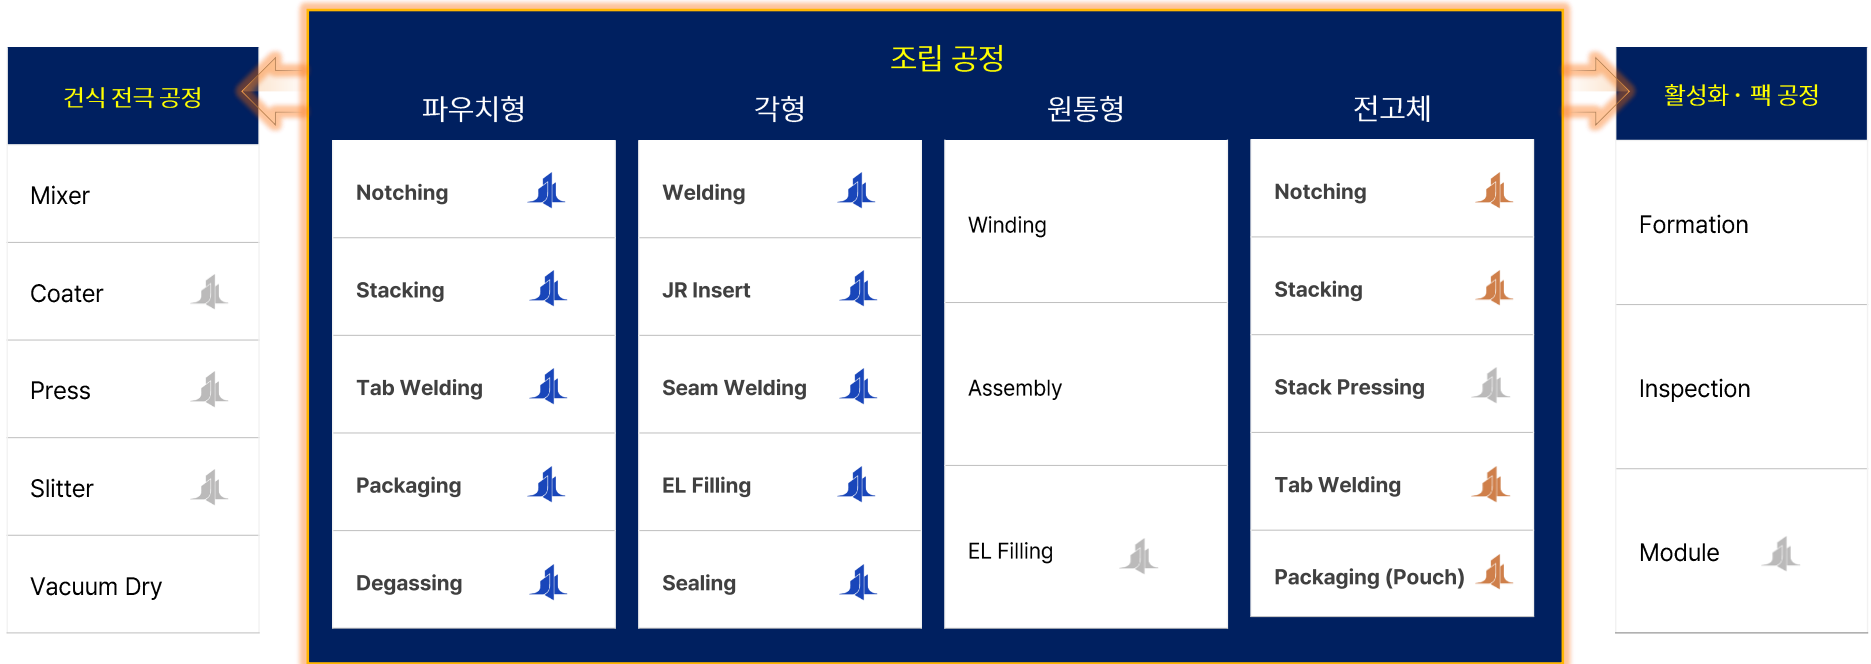 건식 전극 공정
Mixer
Coater
Press
Slitter
Vacuum Dry
조립 공정
파우치형
Notching
Stacking
Tab Welding
Packaging
Degassing
각형
Welding
JR Insert
Seam Welding
EL Filling
Sealing
원통형
Winding
Assembly
EL Filling
전고체
Notching
Stacking
Stack Pressing
Tab Welding
Packaging (Pouch)
활성화 · 팩 공정
Formation
Inspection
Module